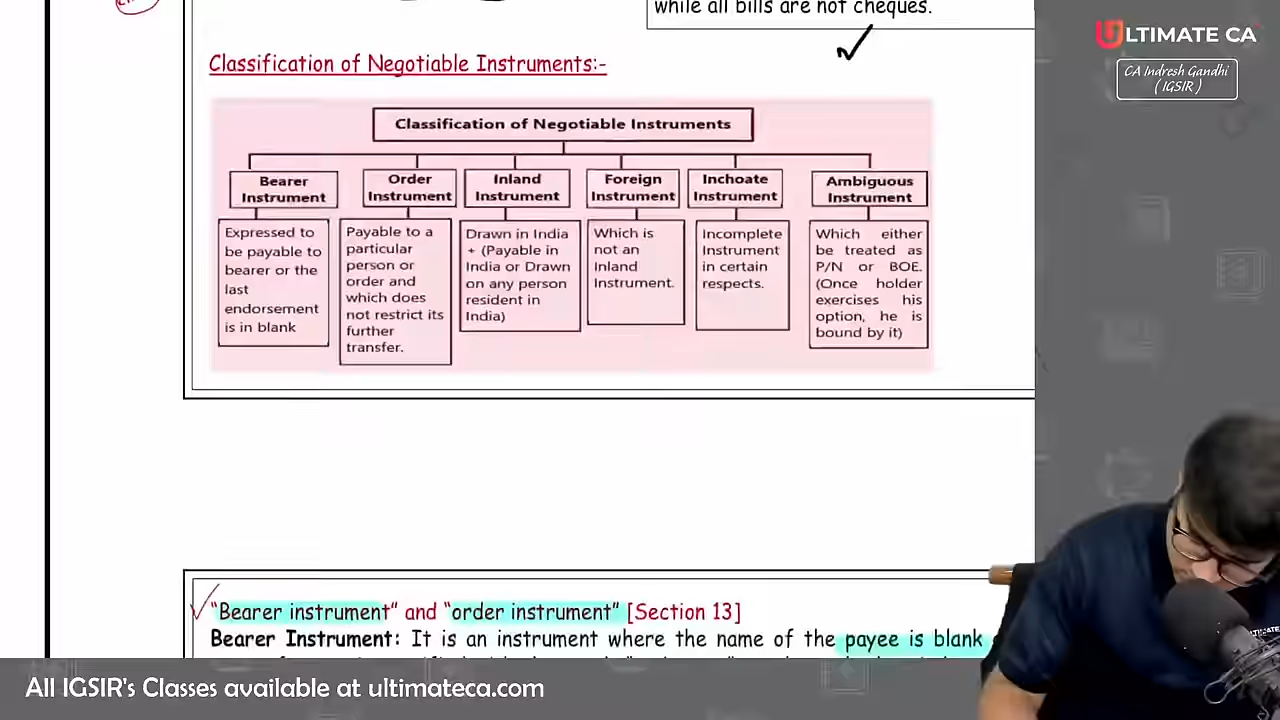 while all bills are not cheques.
ULTIMATE CA
CA Indresh Gandhi
( IGSIR )
Classification of Negotiable Instruments:-
Classification of Negotiable Instruments
Bearer
Instrument
Expressed to
be payable to
bearer or the
last
endorsement
is in blank
Order
Instrument
Payable to a
particular
person or
order and
which does
not restrict its
further
transfer.
Inland
Instrument
Drawn in India
+ (Payable in
India or Drawn
on any person
resident in
India)
Foreign
Instrument
Which is
not an
Inland
Instrument.
Inchoate
Instrument
Incomplete
Instrument
in certain
respects.
Ambiguous
Instrument
Which either
be treated as
P/N or BOE.
(Once holder
exercises his
option, he is
bound by it)
"Bearer instrument" and "order instrument" [Section 13]
Bearer Instrument: It is an instrument where the name of the payee is blank
All IGSIR's Classes available at ultimateca.com